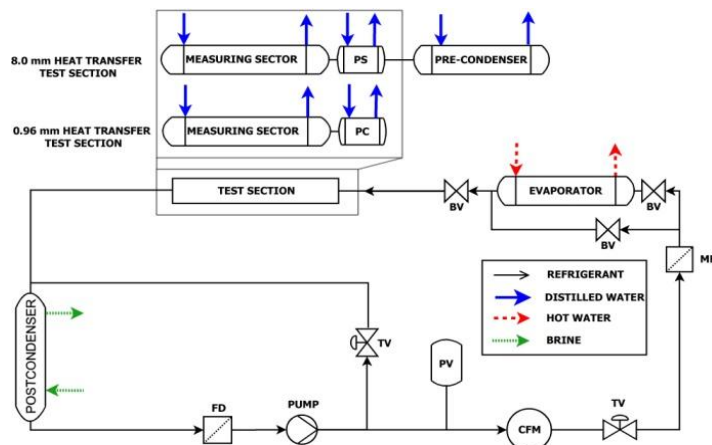 8.0 mm HEAT TRANSFER
TEST SECTION
MEASURING SECTOR
PS
PRE-CONDENSER
0.96 mm HEAT TRANSFER
TEST SECTION
MEASURING SECTOR
PC
TEST SECTION
BV
EVAPORATOR
BV
BV
REFRIGERANT
DISTILLED WATER
HOT WATER
BRINE
POSTCONDENSER
TV
PV
FD
PUMP
CFM
TV